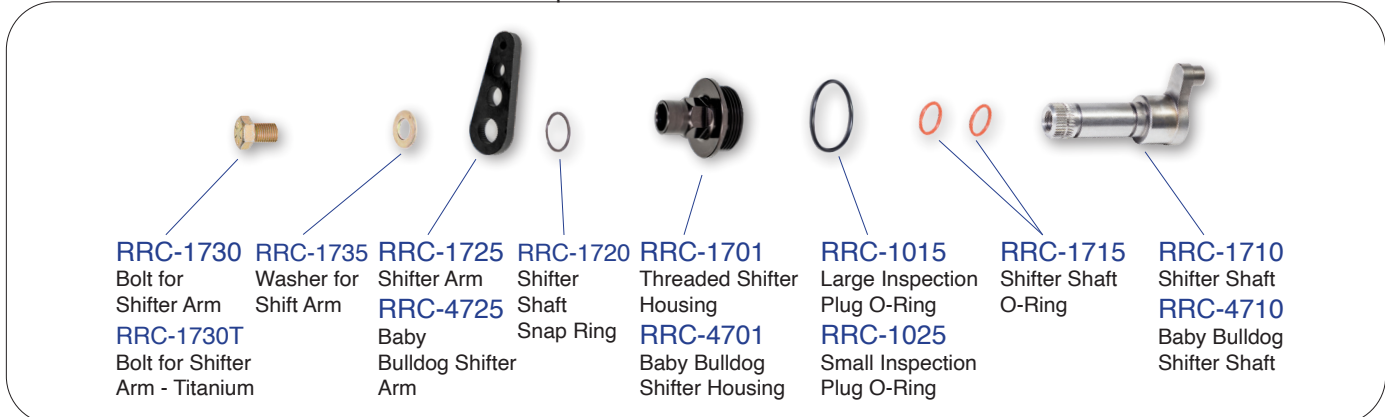 RRC-1730
Bolt for
Shifter Arm
RRC-1730T
Bolt for Shifter
Arm - Titanium
RRC-1735
Washer for
Shift Arm
RRC-1725
Shifter Arm
RRC-4725
Baby
Bulldog Shifter
Arm
RRC-1720
Shifter
Shaft
Snap Ring
RRC-1701
Threaded Shifter
Housing
RRC-4701
Baby Bulldog
Shifter Housing
RRC-1015
Large Inspection
Plug O-Ring
RRC-1025
Small Inspection
Plug O-Ring
RRC-1715
Shifter Shaft
O-Ring
RRC-1710
Shifter Shaft
RRC-4710
Baby Bulldog
Shifter Shaft